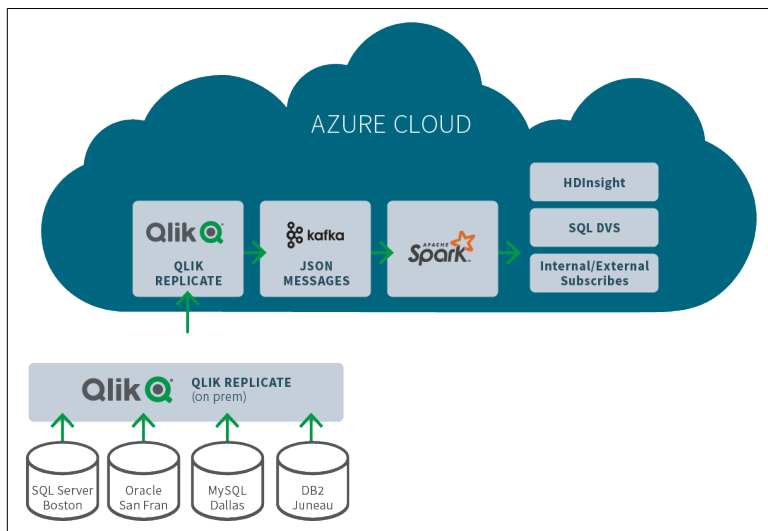 AZURE CLOUD
HDInsight
SQL DVS
Internal/External
Subscribes
Qlik
QLIK
REPLICATE
kafka
JSON
MESSAGES
APACHE
Spark
Qlik
QLIK REPLICATE
(on prem)
SQL Server
Boston
Oracle
San Fran
MySQL
Dallas
DB2
Juneau